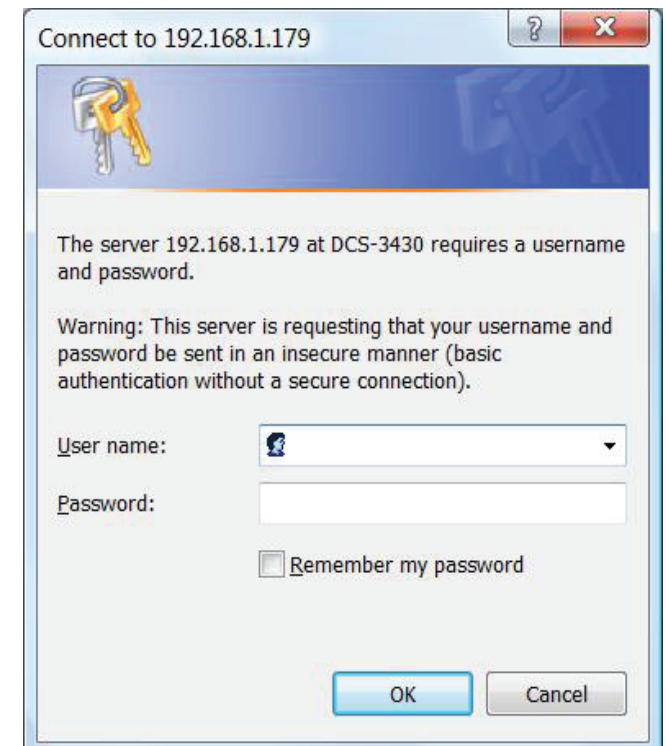 Connect to 192.168.1.179
The server 192.168.1.179 at DCS-3430 requires a username
and password.
Warning: This server is requesting that your username and
password be sent in an insecure manner (basic
authentication without a secure connection).
User name:
Password:
Remember my password
OK Cancel